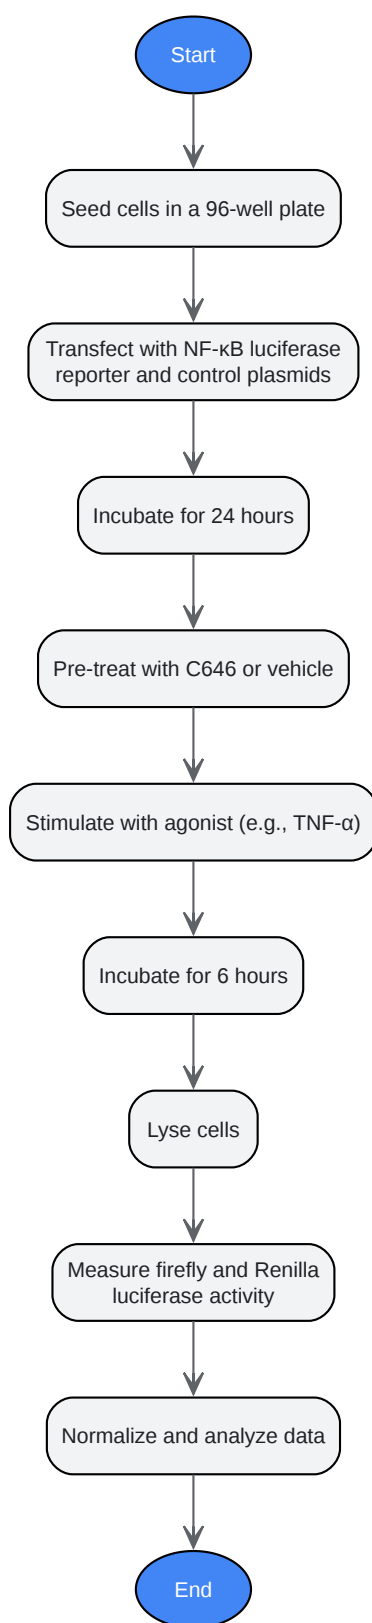 Start
Seed cells in a 96-well plate
Transfect with NF-κB luciferase
reporter and control plasmids
Incubate for 24 hours
Pre-treat with C646 or vehicle
Stimulate with agonist (e.g., TNF-α)
Incubate for 6 hours
Lyse cells
Measure firefly and Renilla
luciferase activity
Normalize and analyze data
End